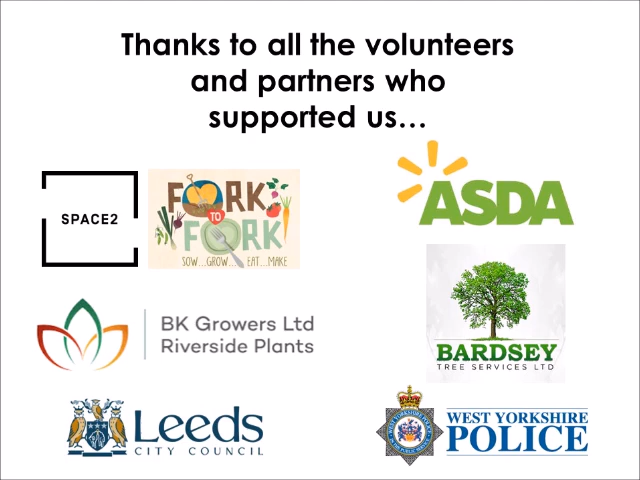 Thanks to all the volunteers
and partners who
supported us...
SPACE2
FORK
TO
FORK
SOW...GROW... EAT...MAKE
ASDA
BK Growers Ltd
Riverside Plants
BARDSEY
TREE SERVICES LTD
Leeds
CITY COUNCIL
WEST YORKSHIRE
POLICE